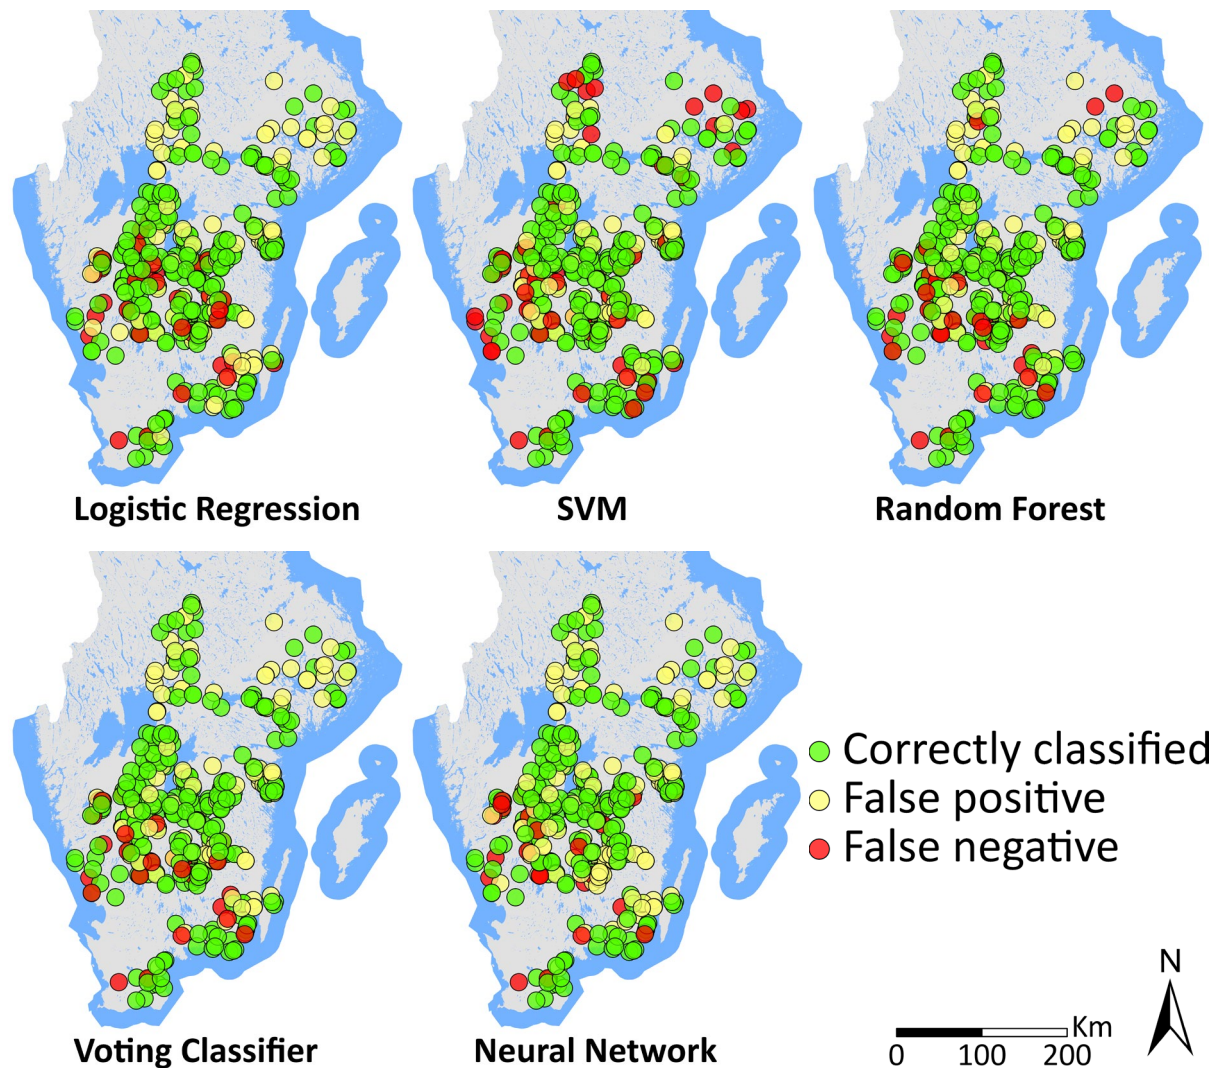 Logistic Regression
SVM
Random Forest
Correctly classified
False positive
False negative
N
Km
0 100 200
Voting Classifier
Neural Network